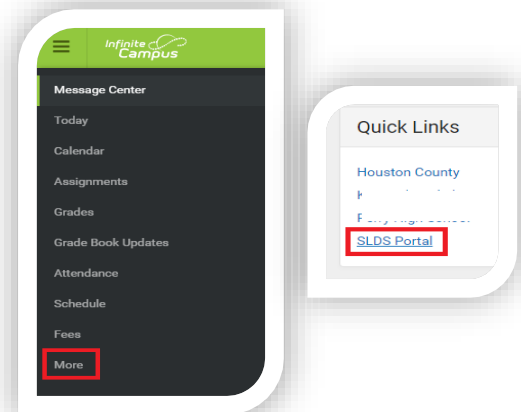 Infinite
Campus
Message Center
Today
Calendar
Assignments
Grades
Grade Book Updates
Attendance
Schedule
Fees
More
Quick Links
Houston County
SLDS Portal